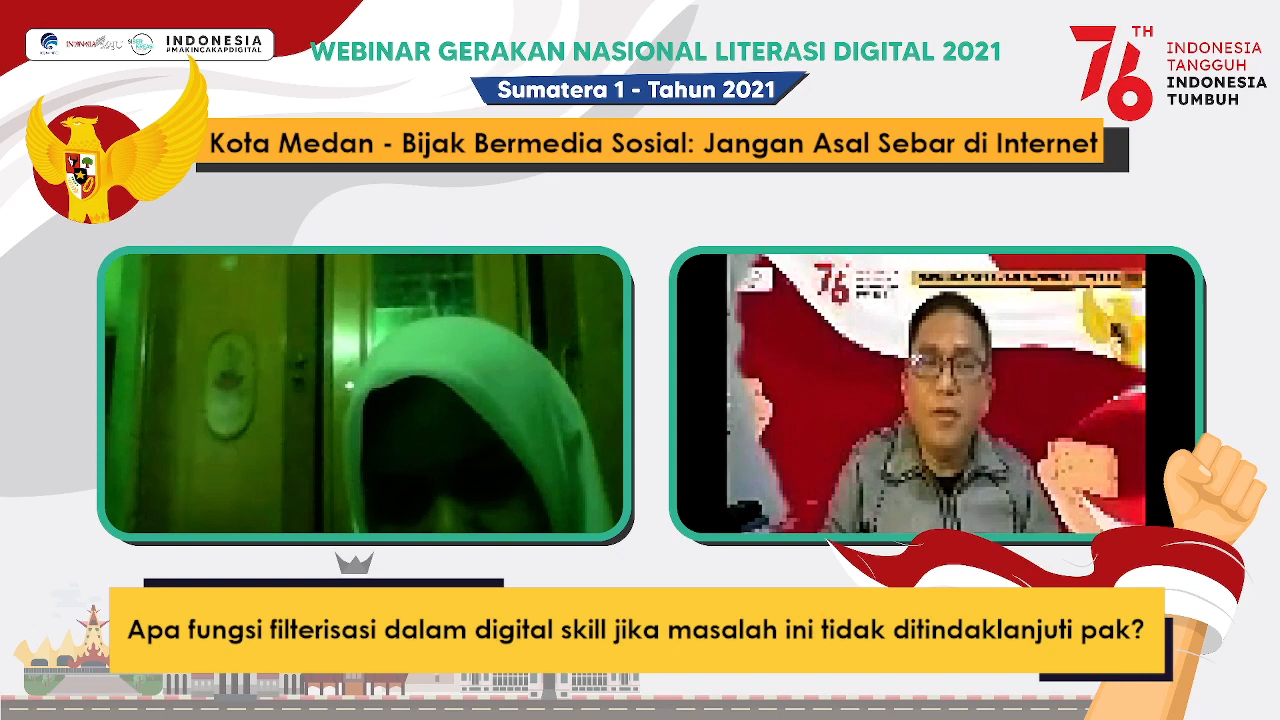 INDONESIA
#MAKINCAKAPDIGITAL
WEBINAR GERAKAN NASIONAL LITERASI DIGITAL 2021
Sumatera 1 - Tahun 2021
76 TH
INDONESIA
TANGGUH
INDONESIA
TUMBUH
Kota Medan - Bijak Bermedia Sosial: Jangan Asal Sebar di Internet
76
Apa fungsi filterisasi dalam digital skill jika masalah ini tidak ditindaklanjuti pak?